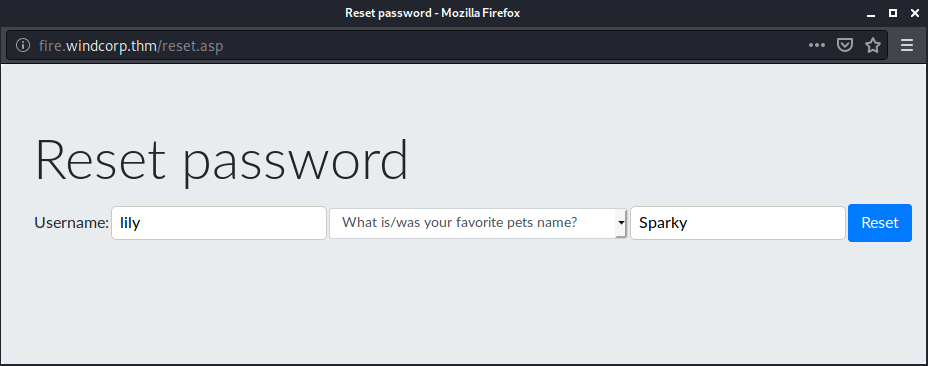 Reset password - Mozilla Firefox
fire.windcorp.thm/reset.asp
Reset password
Username: lily What is/was your favorite pets name? Sparky Reset